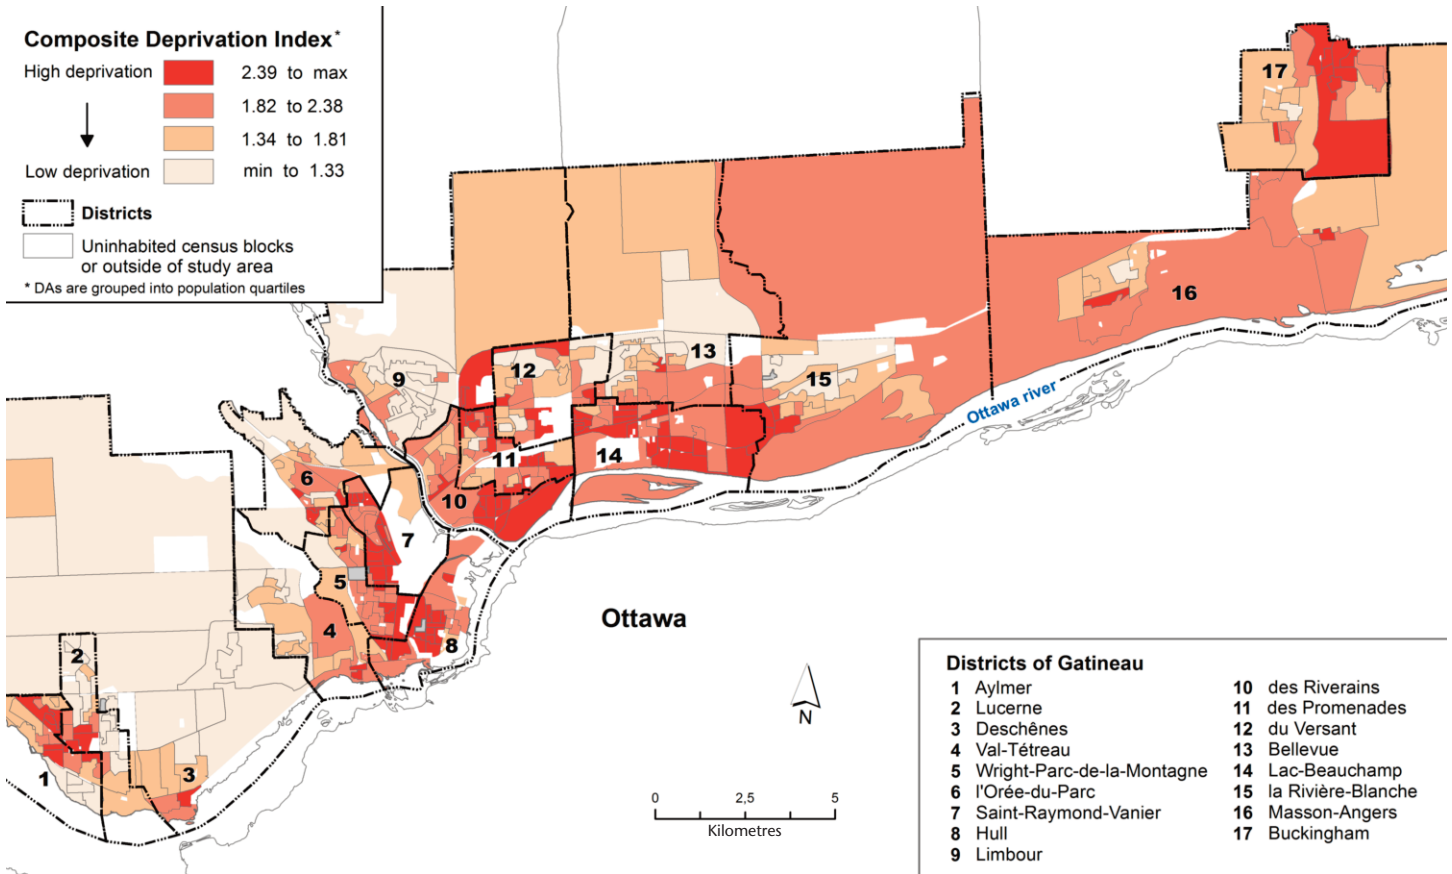 Composite Deprivation Index*
High deprivation
2.39 to max
1.82 to 2.38
1.34 to 1.81
Low deprivation
min to 1.33
Districts
Uninhabited census blocks
or outside of study area
* DAs are grouped into population quartiles
17
16
13
12
9
15
Ottawa river
14
11
6
10
7
5
Ottawa
4
8
2
3
1
N
0 2,5 5
Kilometres
Districts of Gatineau
1 Aylmer
2 Lucerne
3 Deschênes
4 Val-Tétreau
5 Wright-Parc-de-la-Montagne
6 l'Orée-du-Parc
7 Saint-Raymond-Vanier
8 Hull
9 Limbour
10 des Riverains
11 des Promenades
12 du Versant
13 Bellevue
14 Lac-Beauchamp
15 la Rivière-Blanche
16 Masson-Angers
17 Buckingham